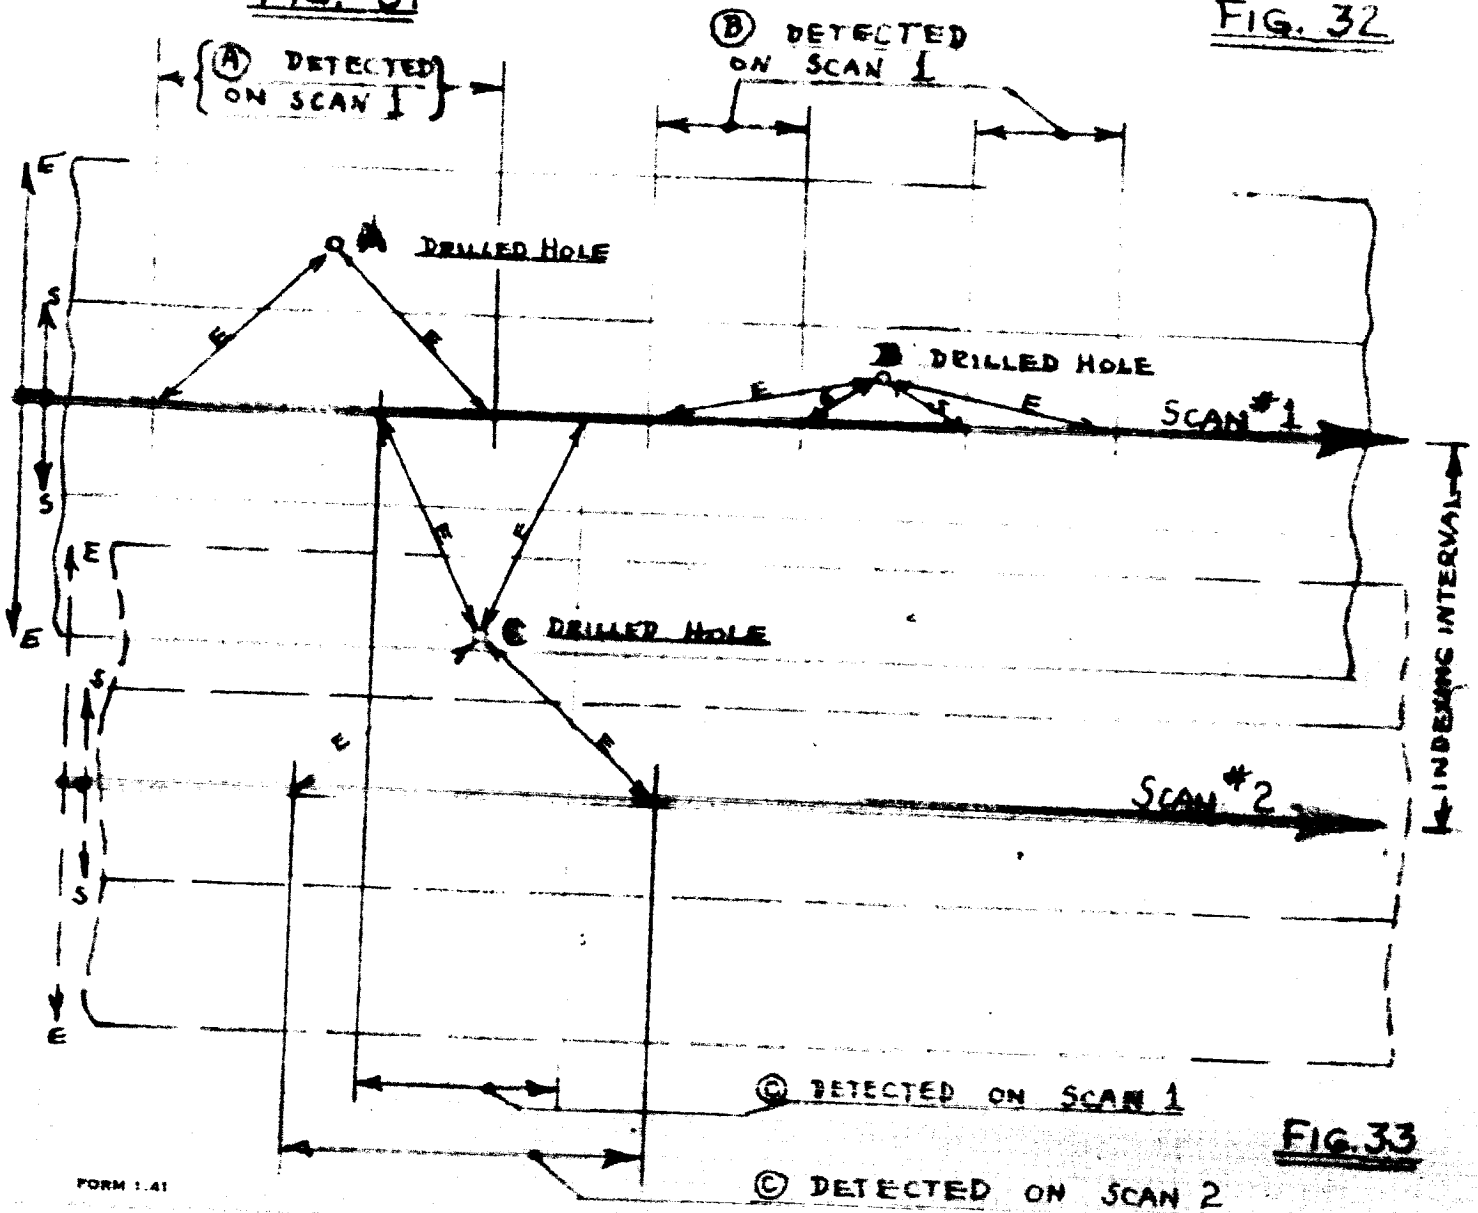 FIG. 32
Ⓐ DETECTED
ON SCAN 1
Ⓑ DETECTED
ON SCAN 1
E
S
A DRILLED HOLE
E
E
B DRILLED HOLE
E
S
E
SCAN #1
S
E
E
E
E
C DRILLED HOLE
INDEXING INTERVAL
S
E
E
SCAN #2
S
E
Ⓒ DETECTED ON SCAN 1
FIG. 33
FORM 1.41
Ⓒ DETECTED ON SCAN 2